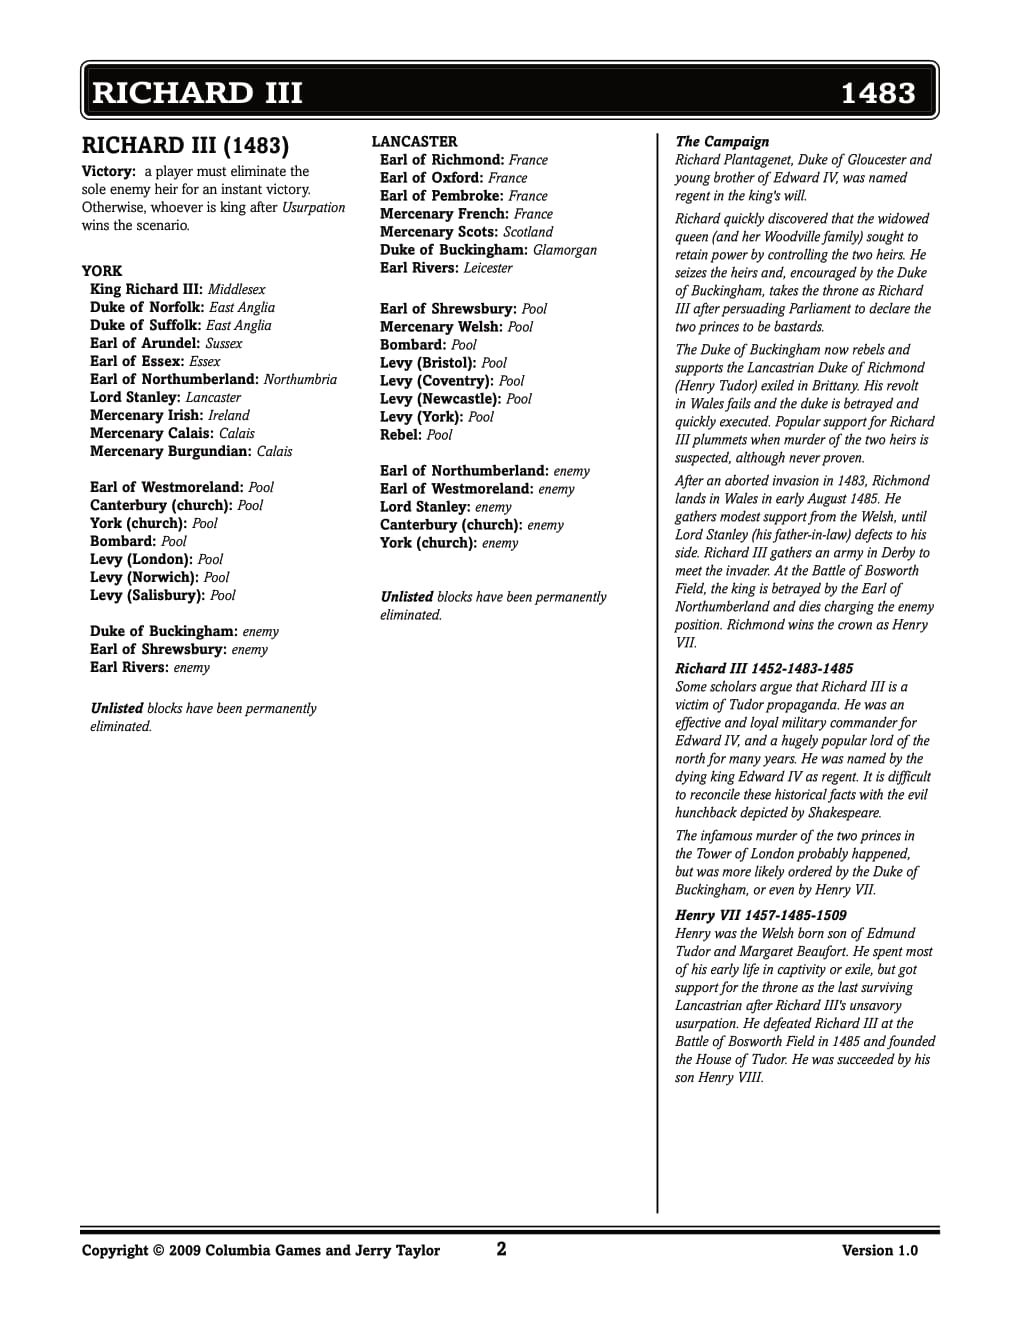 RICHARD III 1483
RICHARD III (1483)
Victory: a player must eliminate the
sole enemy heir for an instant victory.
Otherwise, whoever is king after Usurpation
wins the scenario.
YORK
King Richard III: Middlesex
Duke of Norfolk: East Anglia
Duke of Suffolk: East Anglia
Earl of Arundel: Sussex
Earl of Essex: Essex
Earl of Northumberland: Northumbria
Lord Stanley: Lancaster
Mercenary Irish: Ireland
Mercenary Calais: Calais
Mercenary Burgundian: Calais
Earl of Westmoreland: Pool
Canterbury (church): Pool
York (church): Pool
Bombard: Pool
Levy (London): Pool
Levy (Norwich): Pool
Levy (Salisbury): Pool
Duke of Buckingham: enemy
Earl of Shrewsbury: enemy
Earl Rivers: enemy
Unlisted blocks have been permanently
eliminated.
LANCASTER
Earl of Richmond: France
Earl of Oxford: France
Earl of Pembroke: France
Mercenary French: France
Mercenary Scots: Scotland
Duke of Buckingham: Glamorgan
Earl Rivers: Leicester
Earl of Shrewsbury: Pool
Mercenary Welsh: Pool
Bombard: Pool
Levy (Bristol): Pool
Levy (Coventry): Pool
Levy (Newcastle): Pool
Levy (York): Pool
Rebel: Pool
Earl of Northumberland: enemy
Earl of Westmoreland: enemy
Lord Stanley: enemy
Canterbury (church): enemy
York (church): enemy
Unlisted blocks have been permanently
eliminated.
The Campaign
Richard Plantagenet, Duke of Gloucester and
young brother of Edward IV, was named
regent in the king's will.
Richard quickly discovered that the widowed
queen (and her Woodville family) sought to
retain power by controlling the two heirs. He
seizes the heirs and, encouraged by the Duke
of Buckingham, takes the throne as Richard
III after persuading Parliament to declare the
two princes to be bastards.
The Duke of Buckingham now rebels and
supports the Lancastrian Duke of Richmond
(Henry Tudor) exiled in Brittany. His revolt
in Wales fails and the duke is betrayed and
quickly executed. Popular support for Richard
III plummets when murder of the two heirs is
suspected, although never proven.
After an aborted invasion in 1483, Richmond
lands in Wales in early August 1485. He
gathers modest support from the Welsh, until
Lord Stanley (his father-in-law) defects to his
side. Richard III gathers an army in Derby to
meet the invader. At the Battle of Bosworth
Field, the king is betrayed by the Earl of
Northumberland and dies charging the enemy
position. Richmond wins the crown as Henry
VII.
Richard III 1452-1483-1485
Some scholars argue that Richard III is a
victim of Tudor propaganda. He was an
effective and loyal military commander for
Edward IV, and a hugely popular lord of the
north for many years. He was named by the
dying king Edward IV as regent. It is difficult
to reconcile these historical facts with the evil
hunchback depicted by Shakespeare.
The infamous murder of the two princes in
the Tower of London probably happened,
but was more likely ordered by the Duke of
Buckingham, or even by Henry VII.
Henry VII 1457-1485-1509
Henry was the Welsh born son of Edmund
Tudor and Margaret Beaufort. He spent most
of his early life in captivity or exile, but got
support for the throne as the last surviving
Lancastrian after Richard III's unsavory
usurpation. He defeated Richard III at the
Battle of Bosworth Field in 1485 and founded
the House of Tudor. He was succeeded by his
son Henry VIII.
Copyright © 2009 Columbia Games and Jerry Taylor 2 Version 1.0